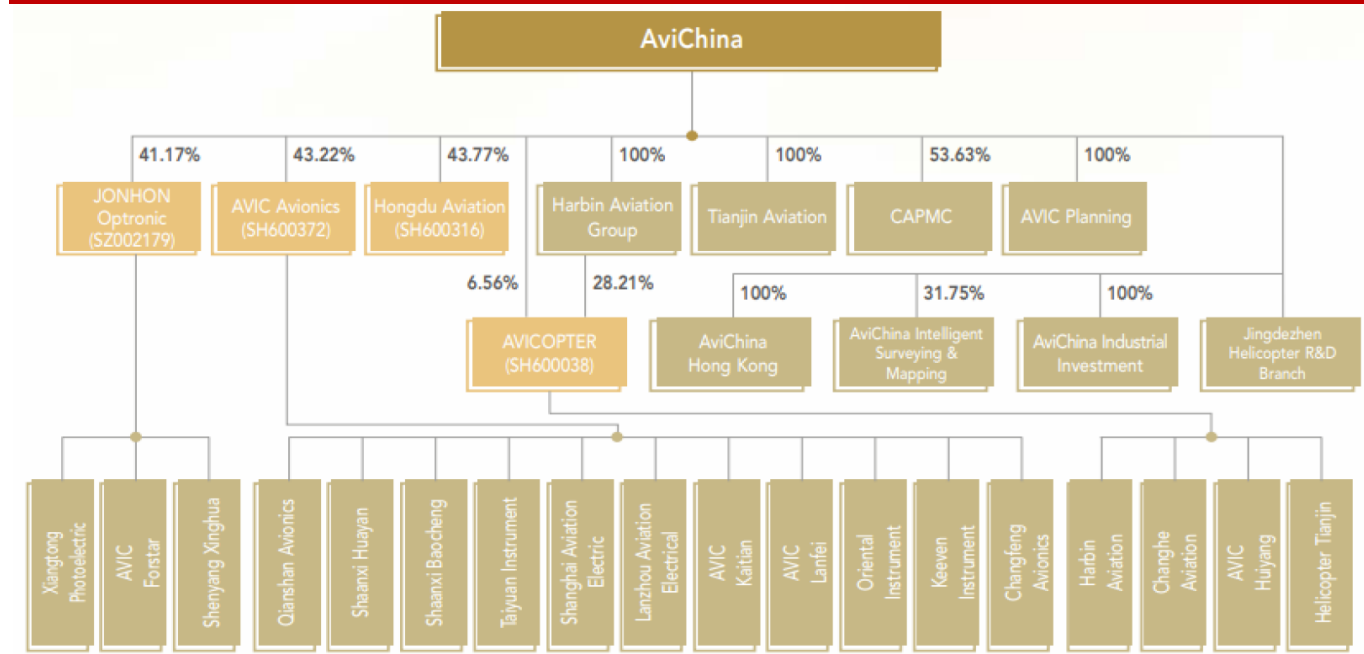 AviChina
41.17%
43.22%
43.77%
100%
100%
53.63%
100%
JONHON
Optronic
(SZ002179)
AVIC Avionics
(SH600372)
Hongdu Aviation
(SH600316)
Harbin Aviation
Group
Tianjin Aviation
CAPMC
AVIC Planning
6.56%
28.21%
100%
31.75%
100%
AVICOPTER
(SH600038)
AviChina
Hong Kong
AviChina Intelligent
Surveying &
Mapping
AviChina Industrial
Investment
Jingdezhen
Helicopter R&D
Branch
Xiangtong
Photoelectric
AVIC
Forstar
Shenyang Xinghua
Qianshan Avionics
Shaanxi Huayan
Shaanxi Baocheng
Taiyuan Instrument
Shanghai Aviation
Electric
Lanzhou Aviation
Electrical
AVIC
Kaitian
AVIC
Lanfei
Oriental
Instrument
Keeven
Instrument
Changfeng
Avionics
Harbin
Aviation
Changhe
Aviation
AVIC
Huiyang
Helicopter Tianjin